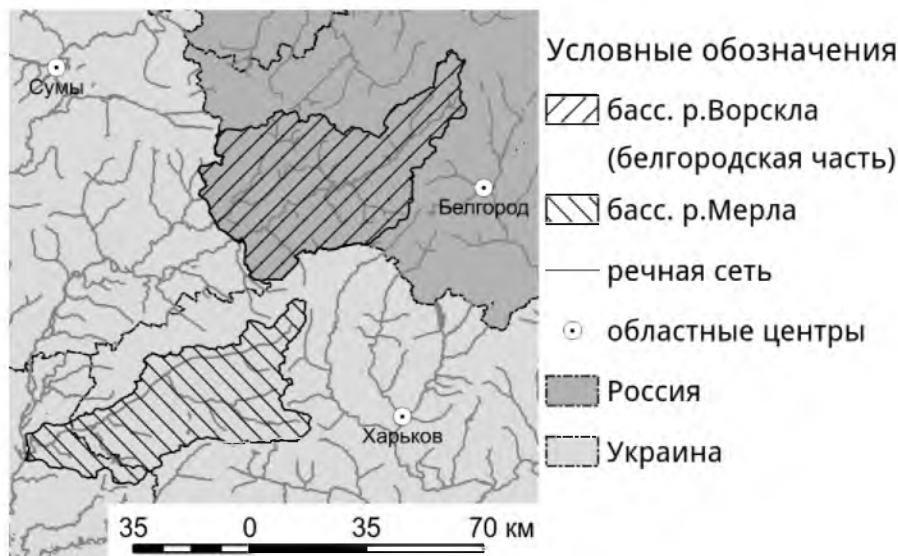 Сумы
Белгород
Харьков
35 0 35 70 км
Условные обозначения
басс. р.Ворскла
(белгородская часть)
басс. р.Мерла
речная сеть
областные центры
Россия
Украина